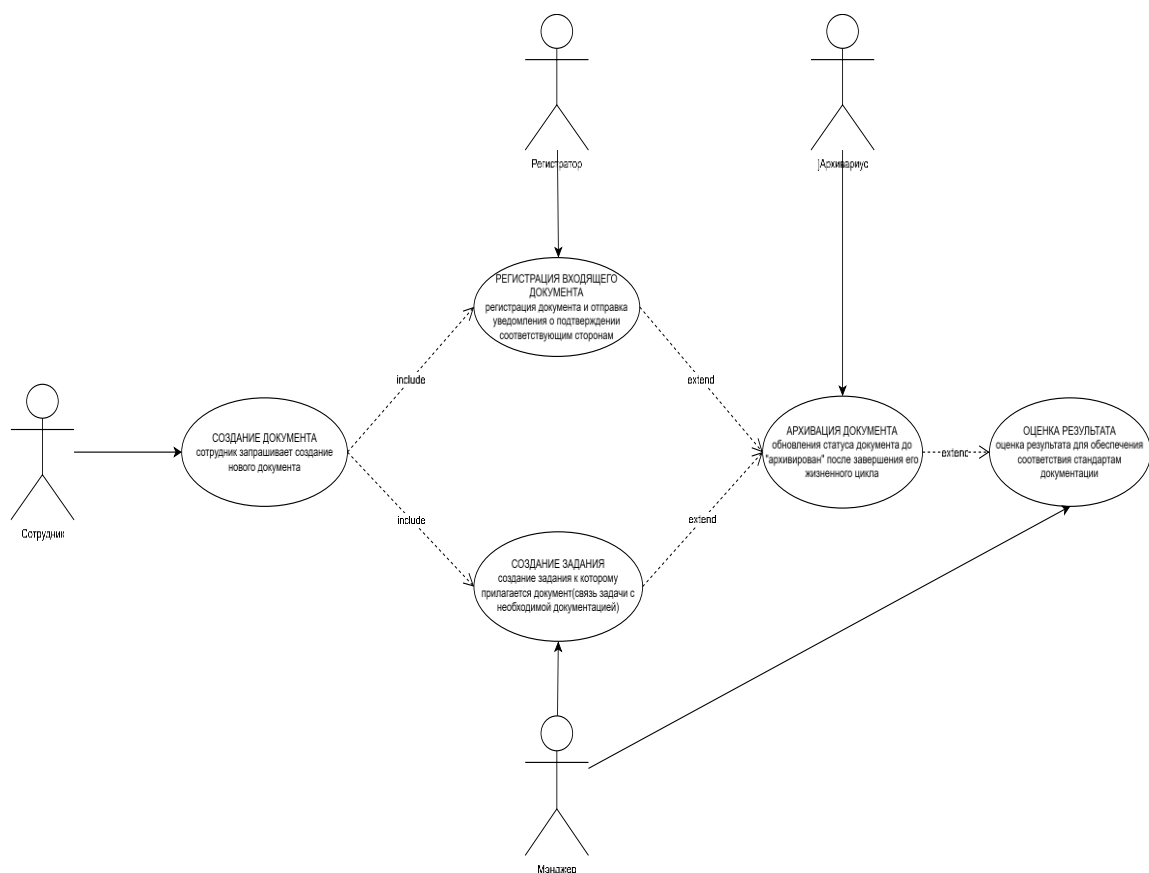 Регистратор
|Архивариус
РЕГИСТРАЦИЯ ВХОДЯЩЕГО
ДОКУМЕНТА
регистрация документа и отправка
уведомления о подтверждении
соответствующим сторонам
include
extend
СОЗДАНИЕ ДОКУМЕНТА
сотрудник запрашивает создание
нового документа
АРХИВАЦИЯ ДОКУМЕНТА
обновления статуса документа до
"архивирован" после завершения его
жизненного цикла
extend
ОЦЕНКА РЕЗУЛЬТАТА
оценка результата для обеспечения
соответствия стандартам
документации
Сотрудник
include
extend
СОЗДАНИЕ ЗАДАНИЯ
создание задания к которому
прилагается документ(связь задачи с
необходимой документацией)
Мэнджер